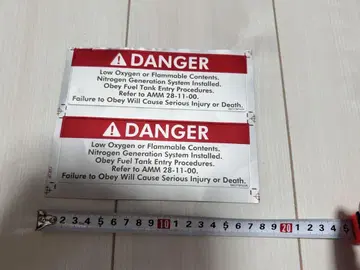 DANGER
Low Oxygen or Flammable Contents.
Nitrogen Generation System Installed.
Obey Fuel Tank Entry Procedures.
Refer to AMM 28-11-00.
Failure to Obey Will Cause Serious Injury or Death.
DANGER
Low Oxygen or Flammable Contents.
Nitrogen Generation System Installed.
Obey Fuel Tank Entry Procedures.
Refer to AMM 28-11-00.
Failure to Obey Will Cause Serious Injury or Death.
2 3 4 5 6 7 8 9 10 1 2 3 4 5 6 7 8 9 20 1 2 3 4 5